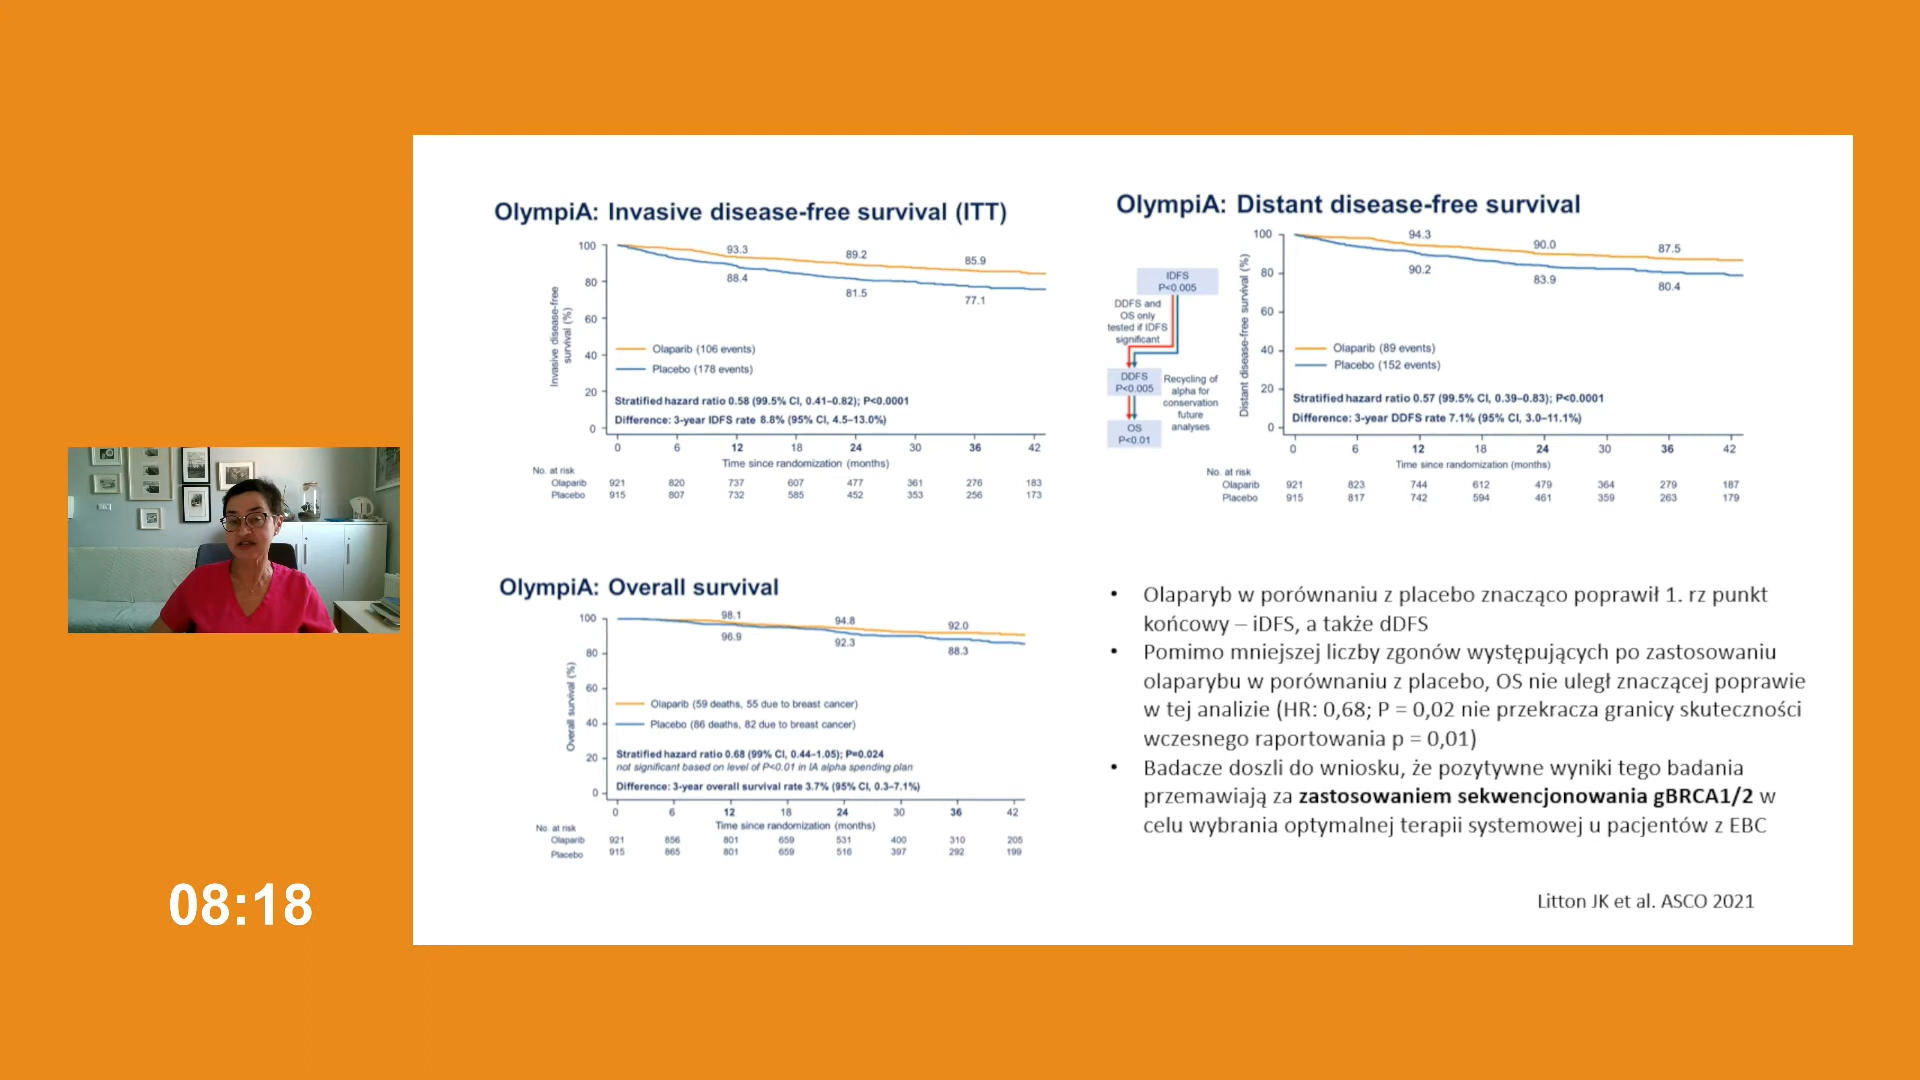 OlympiA: Invasive disease-free survival (ITT)
Invasive disease-free
survival (%)
100
80
60
40
20
0
93.3
89.2
85.9
88.4
81.5
77.1
Olaparib (106 events)
Placebo (178 events)
Stratified hazard ratio 0.58 (99.5% CI, 0.41–0.82); P<0.0001
Difference: 3-year IDFS rate 8.8% (95% CI, 4.5–13.0%)
0 6 12 18 24 30 36 42
Time since randomization (months)
No. at risk
Olaparib 921 820 737 607 477 361 276 183
Placebo 915 807 732 585 452 353 256 173
OlympiA: Distant disease-free survival
IDFS
P<0.005
DDFS and
OS only
tested if IDFS
significant
DDFS
P<0.005
Recycling of
alpha for
conservation
future
analyses
OS
P<0.01
Distant disease-free survival (%)
100
80
60
40
20
0
94.3
90.0
87.5
90.2
83.9
80.4
Olaparib (89 events)
Placebo (152 events)
Stratified hazard ratio 0.57 (99.5% CI, 0.39–0.83); P<0.0001
Difference: 3-year DDFS rate 7.1% (95% CI, 3.0–11.1%)
0 6 12 18 24 30 36 42
Time since randomization (months)
No. at risk
Olaparib 921 823 744 612 479 364 279 187
Placebo 915 817 742 594 461 359 263 179
OlympiA: Overall survival
Overall survival (%)
100
80
60
40
20
0
98.1
94.8
92.0
96.9
92.3
88.3
Olaparib (59 deaths, 55 due to breast cancer)
Placebo (86 deaths, 82 due to breast cancer)
Stratified hazard ratio 0.68 (99% CI, 0.44–1.05); P=0.024
not significant based on level of P<0.01 in IA alpha spending plan
Difference: 3-year overall survival rate 3.7% (95% CI, 0.3–7.1%)
0 6 12 18 24 30 36 42
Time since randomization (months)
No. at risk
Olaparib 921 856 801 659 531 400 310 205
Placebo 915 865 801 659 516 397 292 199
• Olaparyb w porównaniu z placebo znacząco poprawił 1. rz punkt
końcowy – iDFS, a także dDFS
• Pomimo mniejszej liczby zgonów występujących po zastosowaniu
olaparybu w porównaniu z placebo, OS nie uległ znaczącej poprawie
w tej analizie (HR: 0,68; P = 0,02 nie przekracza granicy skuteczności
wczesnego raportowania p = 0,01)
• Badacze doszli do wniosku, że pozytywne wyniki tego badania
przemawiają za zastosowaniem sekwencjonowania gBRCA1/2 w
celu wybrania optymalnej terapii systemowej u pacjentów z EBC
Litton JK et al. ASCO 2021
08:18